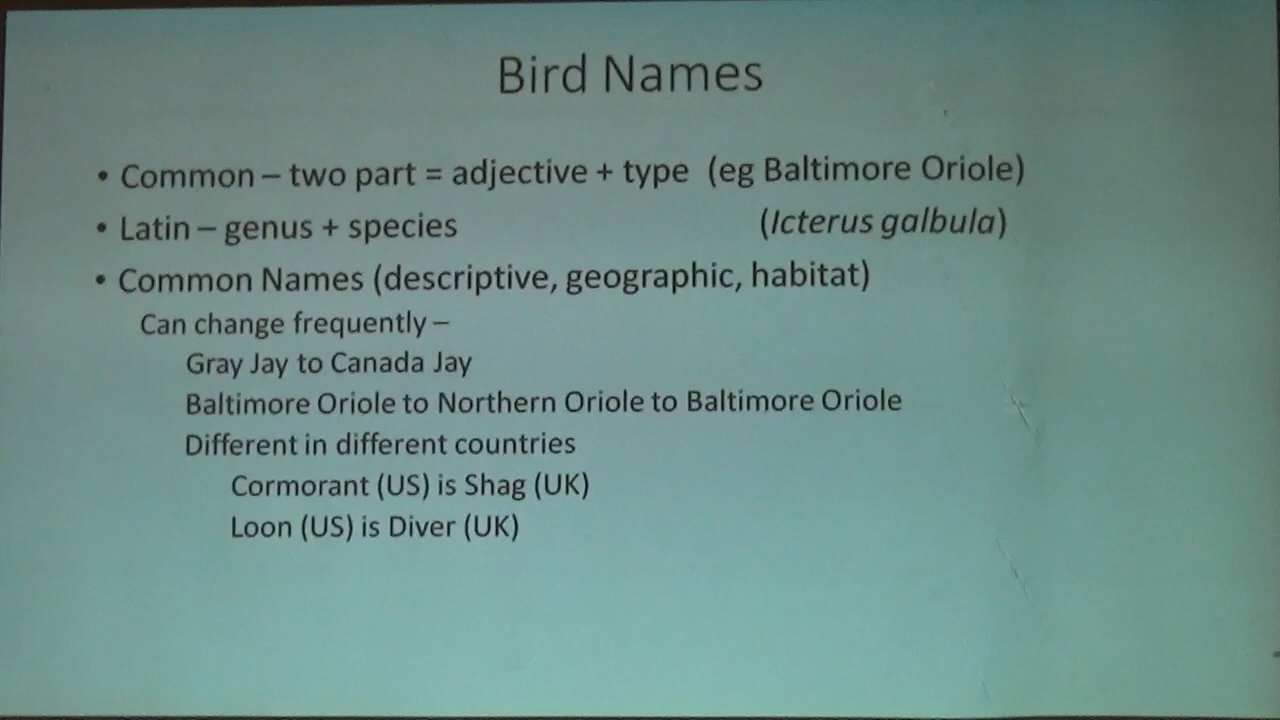 Bird Names
• Common – two part = adjective + type (eg Baltimore Oriole)
• Latin – genus + species (Icterus galbula)
• Common Names (descriptive, geographic, habitat)
Can change frequently –
Gray Jay to Canada Jay
Baltimore Oriole to Northern Oriole to Baltimore Oriole
Different in different countries
Cormorant (US) is Shag (UK)
Loon (US) is Diver (UK)